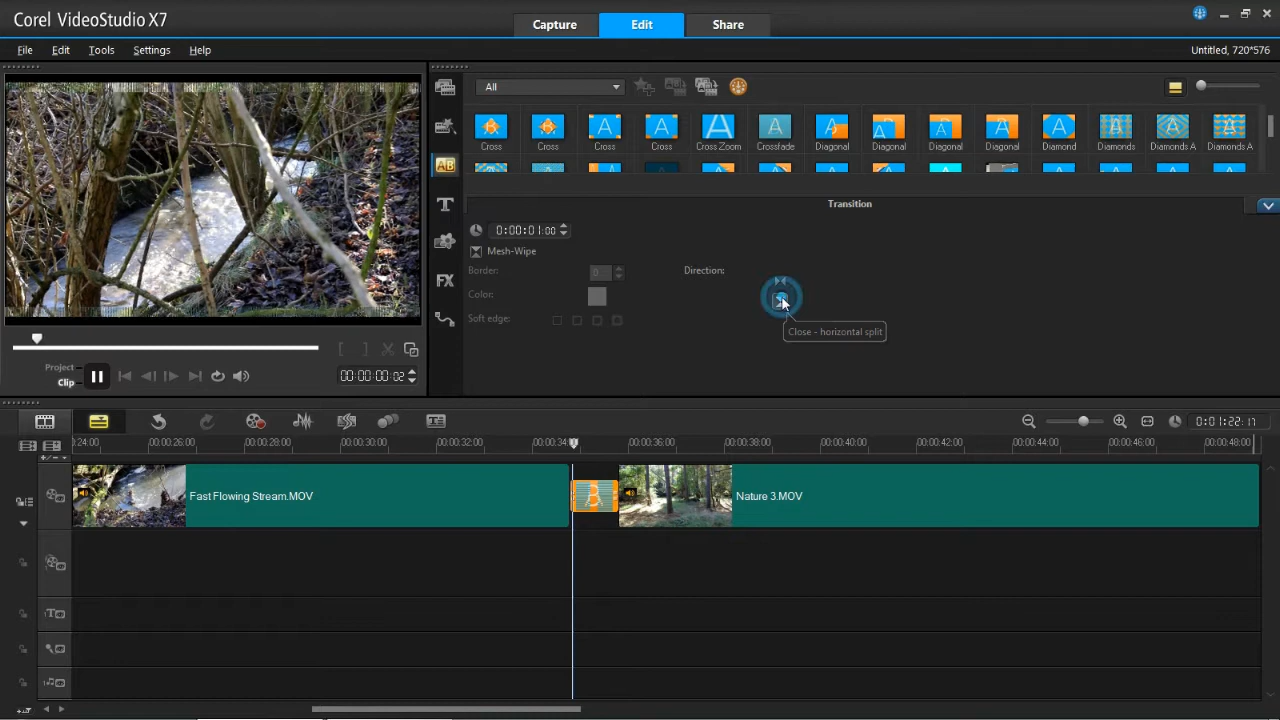 Corel VideoStudio X7
Capture
Edit
Share
File
Edit
Tools
Settings
Help
Untitled, 720*576
All
Cross
Cross
Cross
Cross
Cross Zoom
Crossfade
Diagonal
Diagonal
Diagonal
Diagonal
Diamond
Diamonds
Diamonds A
Diamonds A
Transition
0:00:01:00
Mesh-Wipe
Border:
0
Direction:
Color:
Soft edge:
Close - horizontal split
Project
Clip
00:00:00:02
0:01:22:11
:24:00
00:00:26:00
00:00:28:00
00:00:30:00
00:00:32:00
00:00:34:00
00:00:36:00
00:00:38:00
00:00:40:00
00:00:42:00
00:00:44:00
00:00:46:00
00:00:48:00
Fast Flowing Stream.MOV
Nature 3.MOV